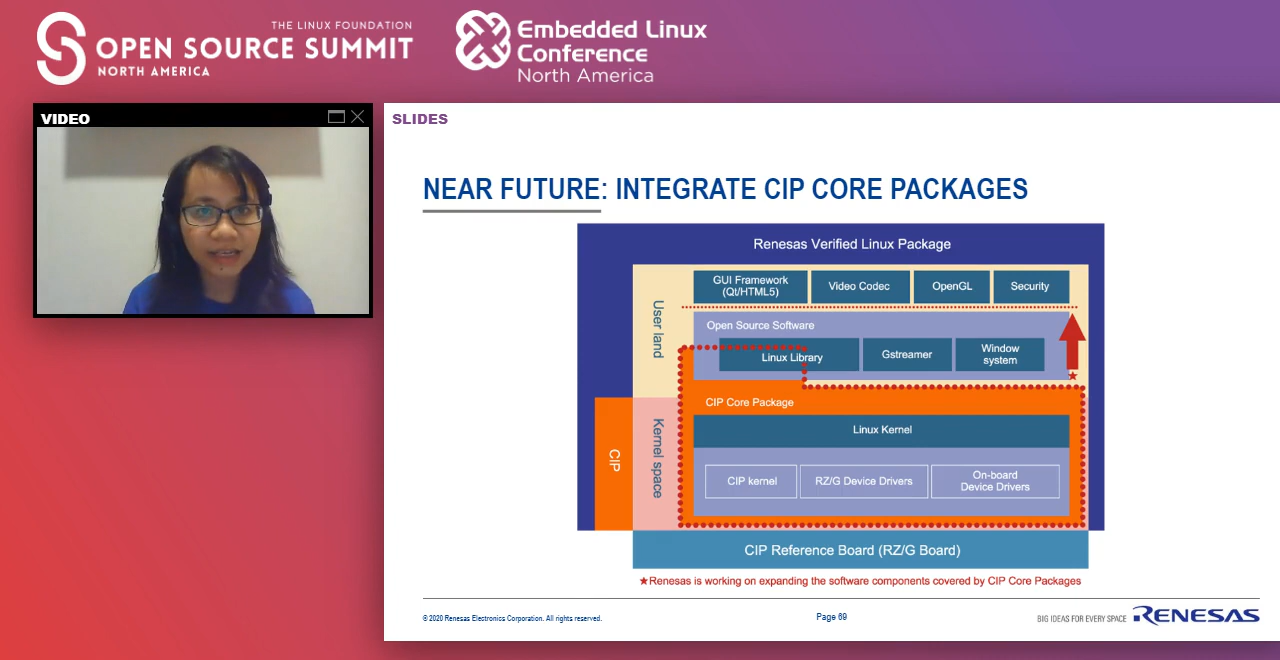 THE LINUX FOUNDATION
OPEN SOURCE SUMMIT
NORTH AMERICA
Embedded Linux
Conference
North America
VIDEO
SLIDES
NEAR FUTURE: INTEGRATE CIP CORE PACKAGES
Renesas Verified Linux Package
User land
GUI Framework
(Qt/HTML5)
Video Codec
OpenGL
Security
Open Source Software
Linux Library
Gstreamer
Window
system
CIP
Kernel space
CIP Core Package
Linux Kernel
CIP kernel
RZ/G Device Drivers
On-board
Device Drivers
CIP Reference Board (RZ/G Board)
★Renesas is working on expanding the software components covered by CIP Core Packages
© 2020 Renesas Electronics Corporation. All rights reserved.
Page 69
BIG IDEAS FOR EVERY SPACE
RENESAS